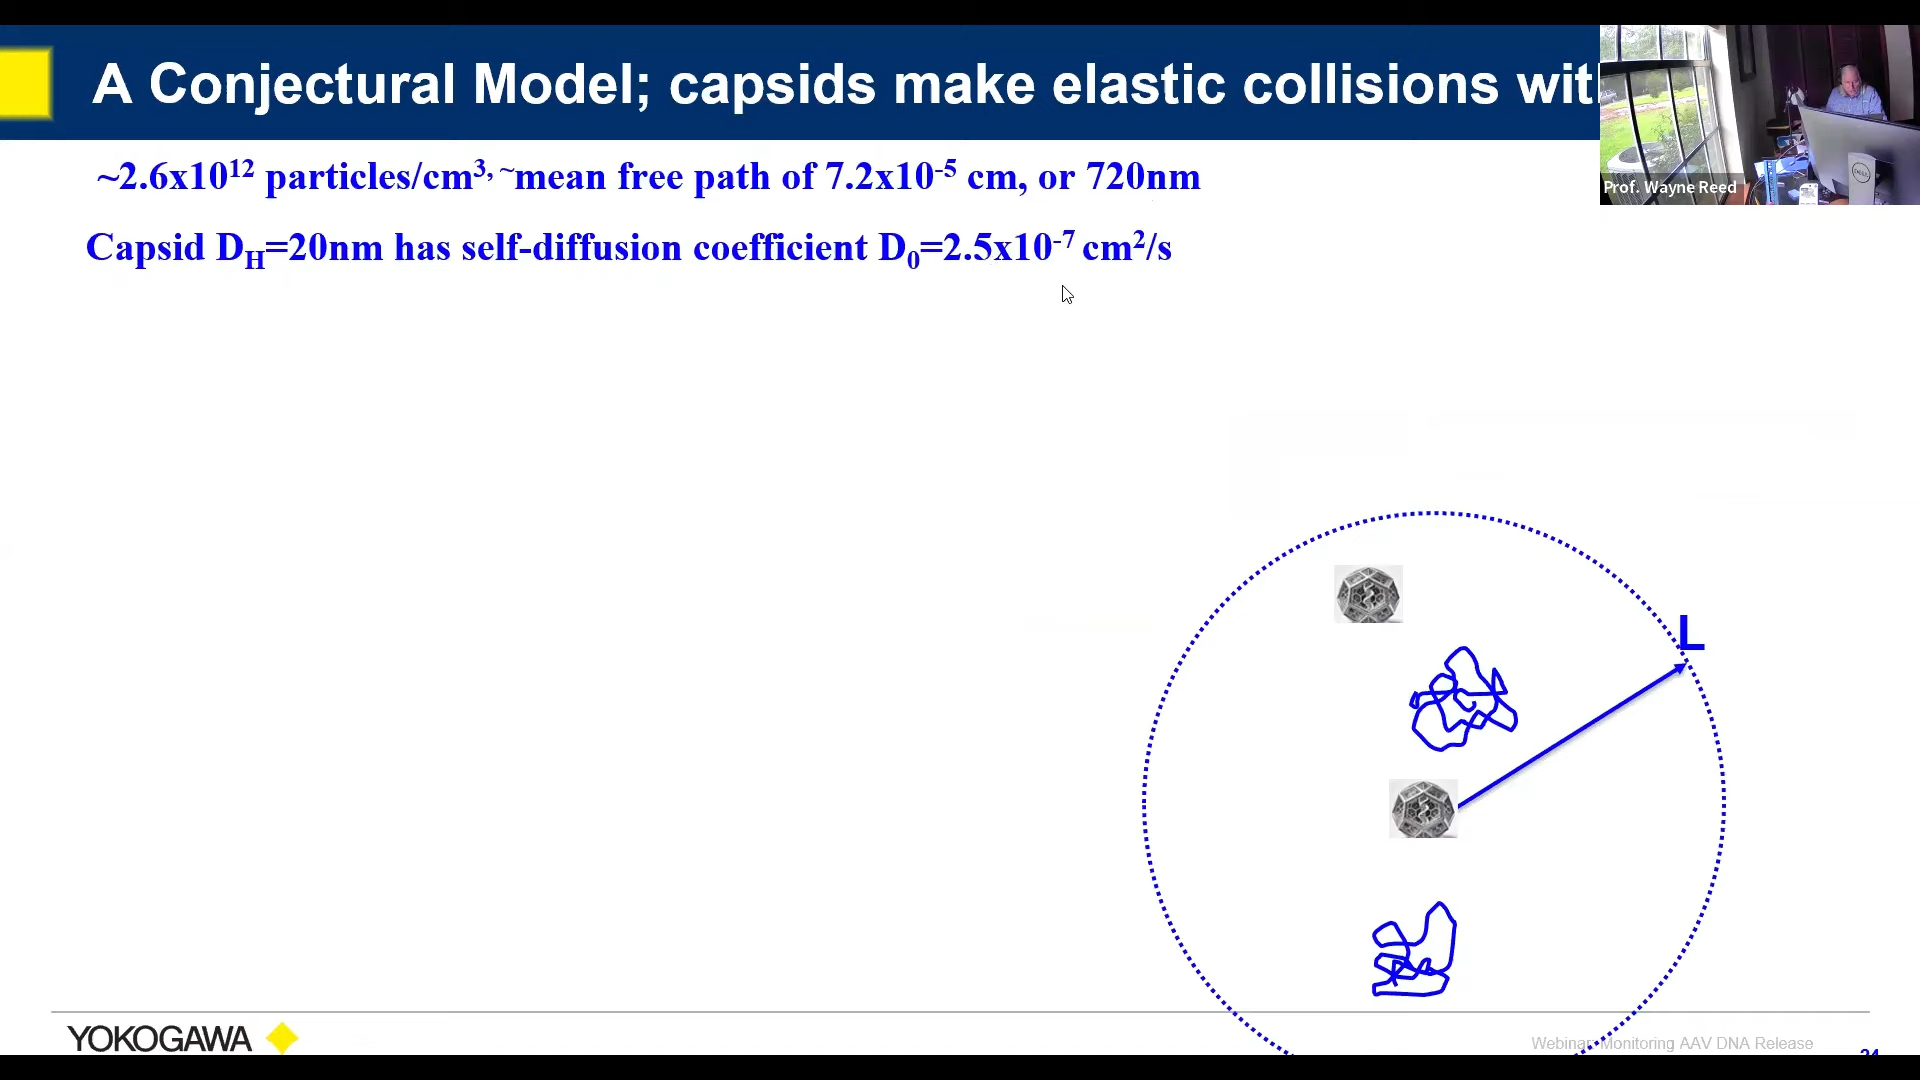 A Conjectural Model; capsids make elastic collisions wit
Prof. Wayne Reed
~2.6x10¹² particles/cm³, ~mean free path of 7.2x10⁻⁵ cm, or 720nm
Capsid D_H=20nm has self-diffusion coefficient D₀=2.5x10⁻⁷ cm²/s
L
YOKOGAWA
Webinar: Monitoring AAV DNA Release